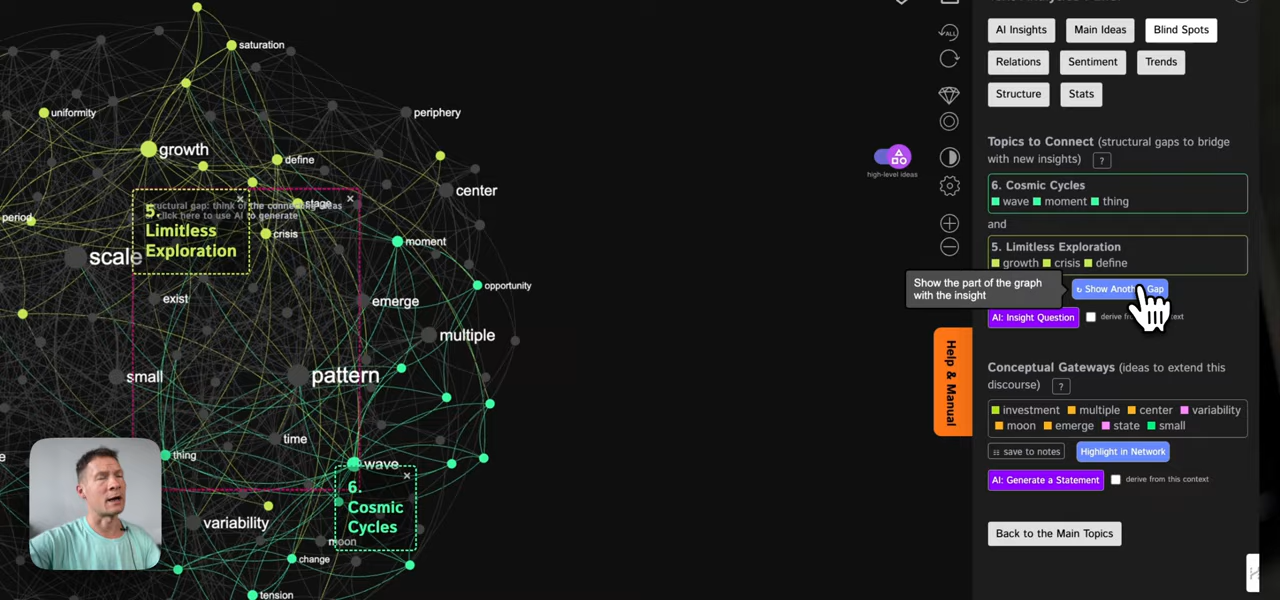 saturation
uniformity
periphery
growth
define
center
structural gap: think of the connecting ideas
or click here to use AI to generate
stage
period
5.
Limitless
Exploration
crisis
moment
scale
opportunity
exist
emerge
multiple
small
pattern
time
thing
wave
6.
Cosmic
Cycles
variability
moon
change
tension
ALL
high-level ideas
Help & Manual
AI Insights
Main Ideas
Blind Spots
Relations
Sentiment
Trends
Structure
Stats
Topics to Connect (structural gaps to bridge
with new insights) ?
6. Cosmic Cycles
wave moment thing
and
5. Limitless Exploration
growth crisis define
Show the part of the graph
with the insight
↻ Show Another Gap
AI: Insight Question
Conceptual Gateways (ideas to extend this
discourse) ?
investment multiple center variability
moon emerge state small
save to notes
Highlight in Network
AI: Generate a Statement
derive from this context
Back to the Main Topics